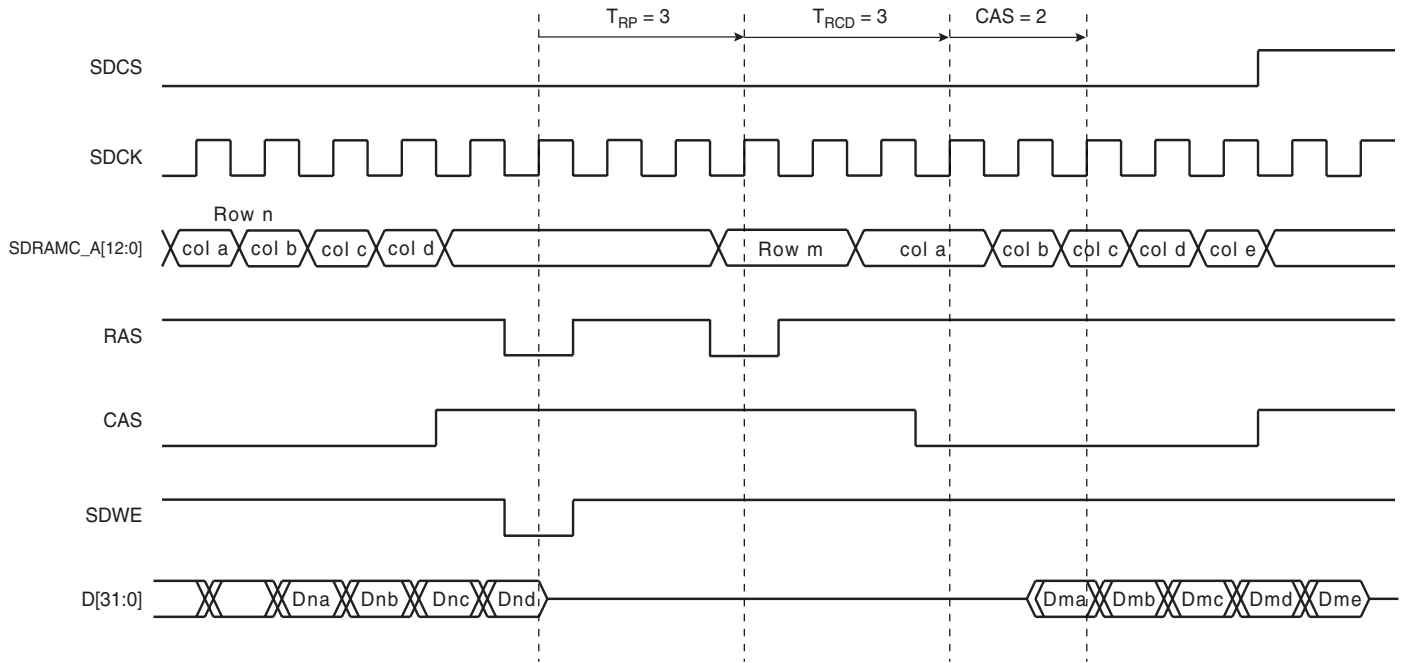 T_RP = 3 T_RCD = 3 CAS = 2
SDCS
SDCK
Row n
SDRAMC_A[12:0] col a col b col c col d Row m col a col b col c col d col e
RAS
CAS
SDWE
D[31:0] Dna Dnb Dnc Dnd Dma Dmb Dmc Dmd Dme